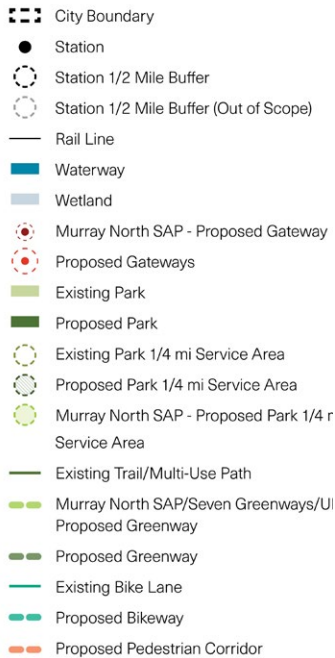 City Boundary
Station
Station 1/2 Mile Buffer
Station 1/2 Mile Buffer (Out of Scope)
Rail Line
Waterway
Wetland
Murray North SAP - Proposed Gateway
Proposed Gateways
Existing Park
Proposed Park
Existing Park 1/4 mi Service Area
Proposed Park 1/4 mi Service Area
Murray North SAP - Proposed Park 1/4 m
Service Area
Existing Trail/Multi-Use Path
Murray North SAP/Seven Greenways/U
Proposed Greenway
Proposed Greenway
Existing Bike Lane
Proposed Bikeway
Proposed Pedestrian Corridor